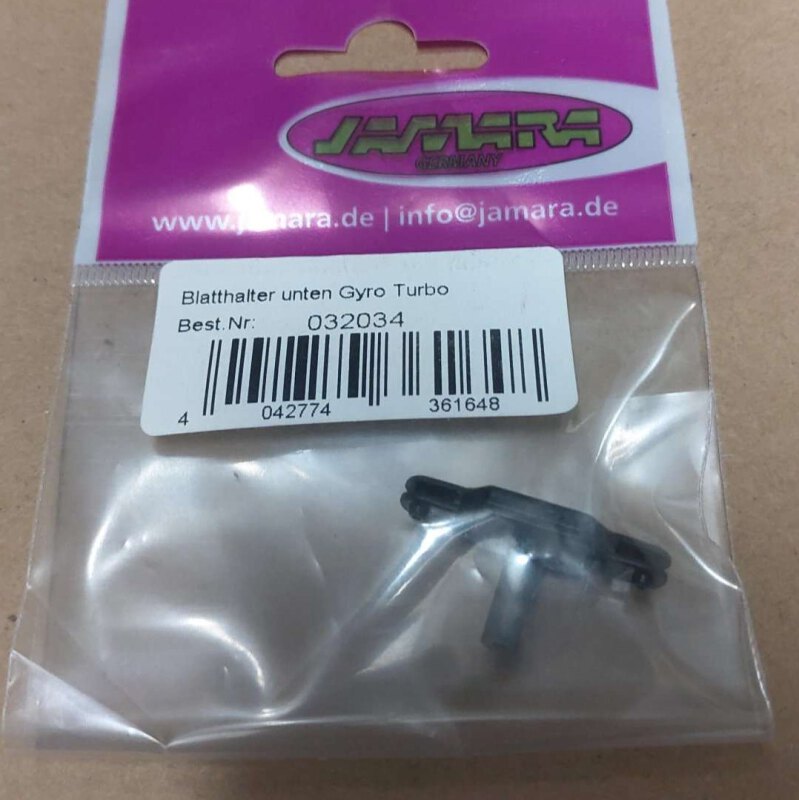 JAMARA
GERMANY
www.jamara.de | info@jamara.de
Blatthalter unten Gyro Turbo
Best.Nr: 032034
4 042774 361648